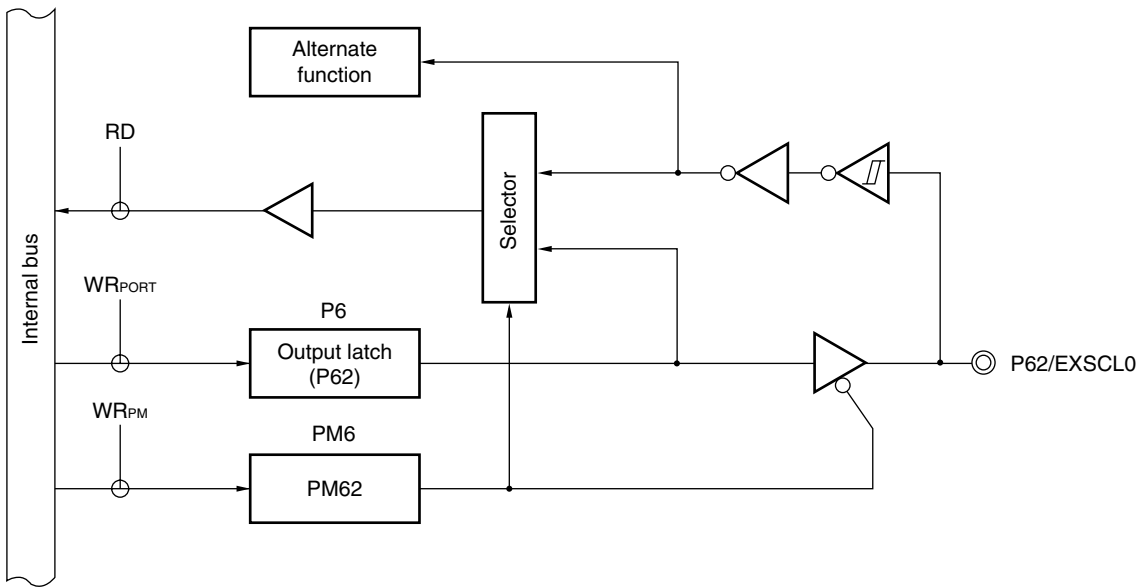 Alternate
function
RD
Selector
Internal bus
WRPORT
P6
Output latch
(P62)
P62/EXSCL0
WRPM
PM6
PM62